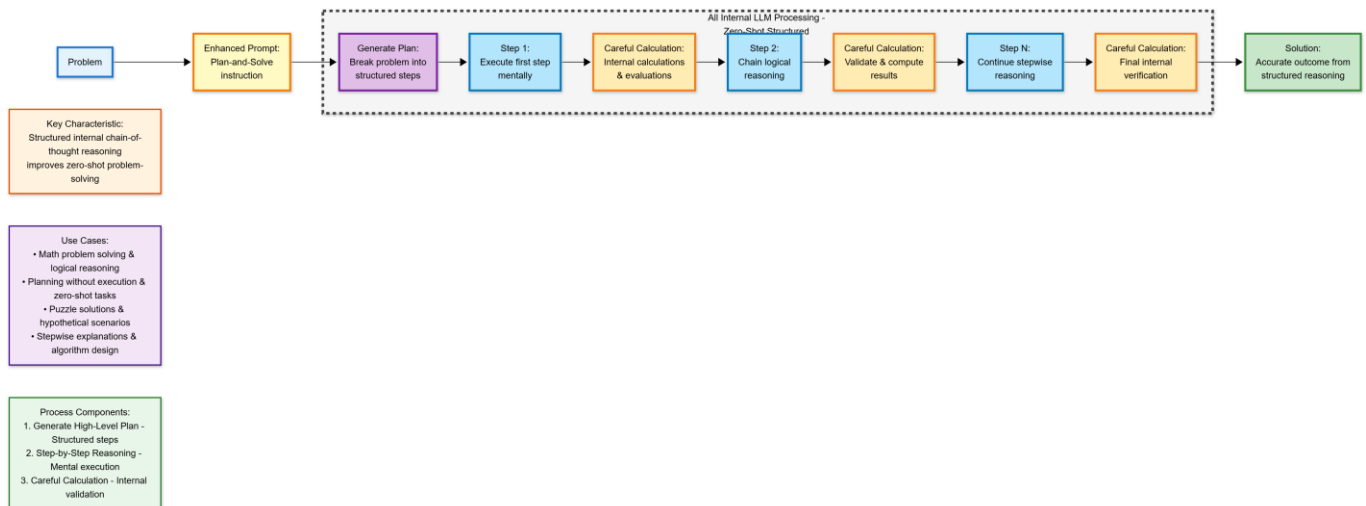 All Internal LLM Processing -
Zero-Shot Structured
Problem
Enhanced Prompt:
Plan-and-Solve
instruction
Generate Plan:
Break problem into
structured steps
Step 1:
Execute first step
mentally
Careful Calculation:
Internal calculations
& evaluations
Step 2:
Chain logical
reasoning
Careful Calculation:
Validate & compute
results
Step N:
Continue stepwise
reasoning
Careful Calculation:
Final internal
verification
Solution:
Accurate outcome from
structured reasoning
Key Characteristic:
Structured internal chain-of-
thought reasoning
improves zero-shot problem-
solving
Use Cases:
• Math problem solving &
logical reasoning
• Planning without execution &
zero-shot tasks
• Puzzle solutions &
hypothetical scenarios
• Stepwise explanations &
algorithm design
Process Components:
1. Generate High-Level Plan -
Structured steps
2. Step-by-Step Reasoning -
Mental execution
3. Careful Calculation - Internal
validation